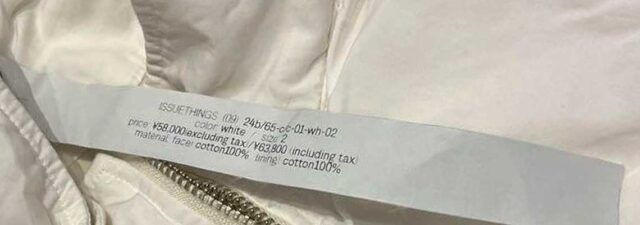 ISSUETHINGS (09) 24b/65-cc-01-wh-02
color: white / size: 2
price: ¥58,000(excluding tax)/¥63,800 (including tax)
material: face: cotton100% lining: cotton100%